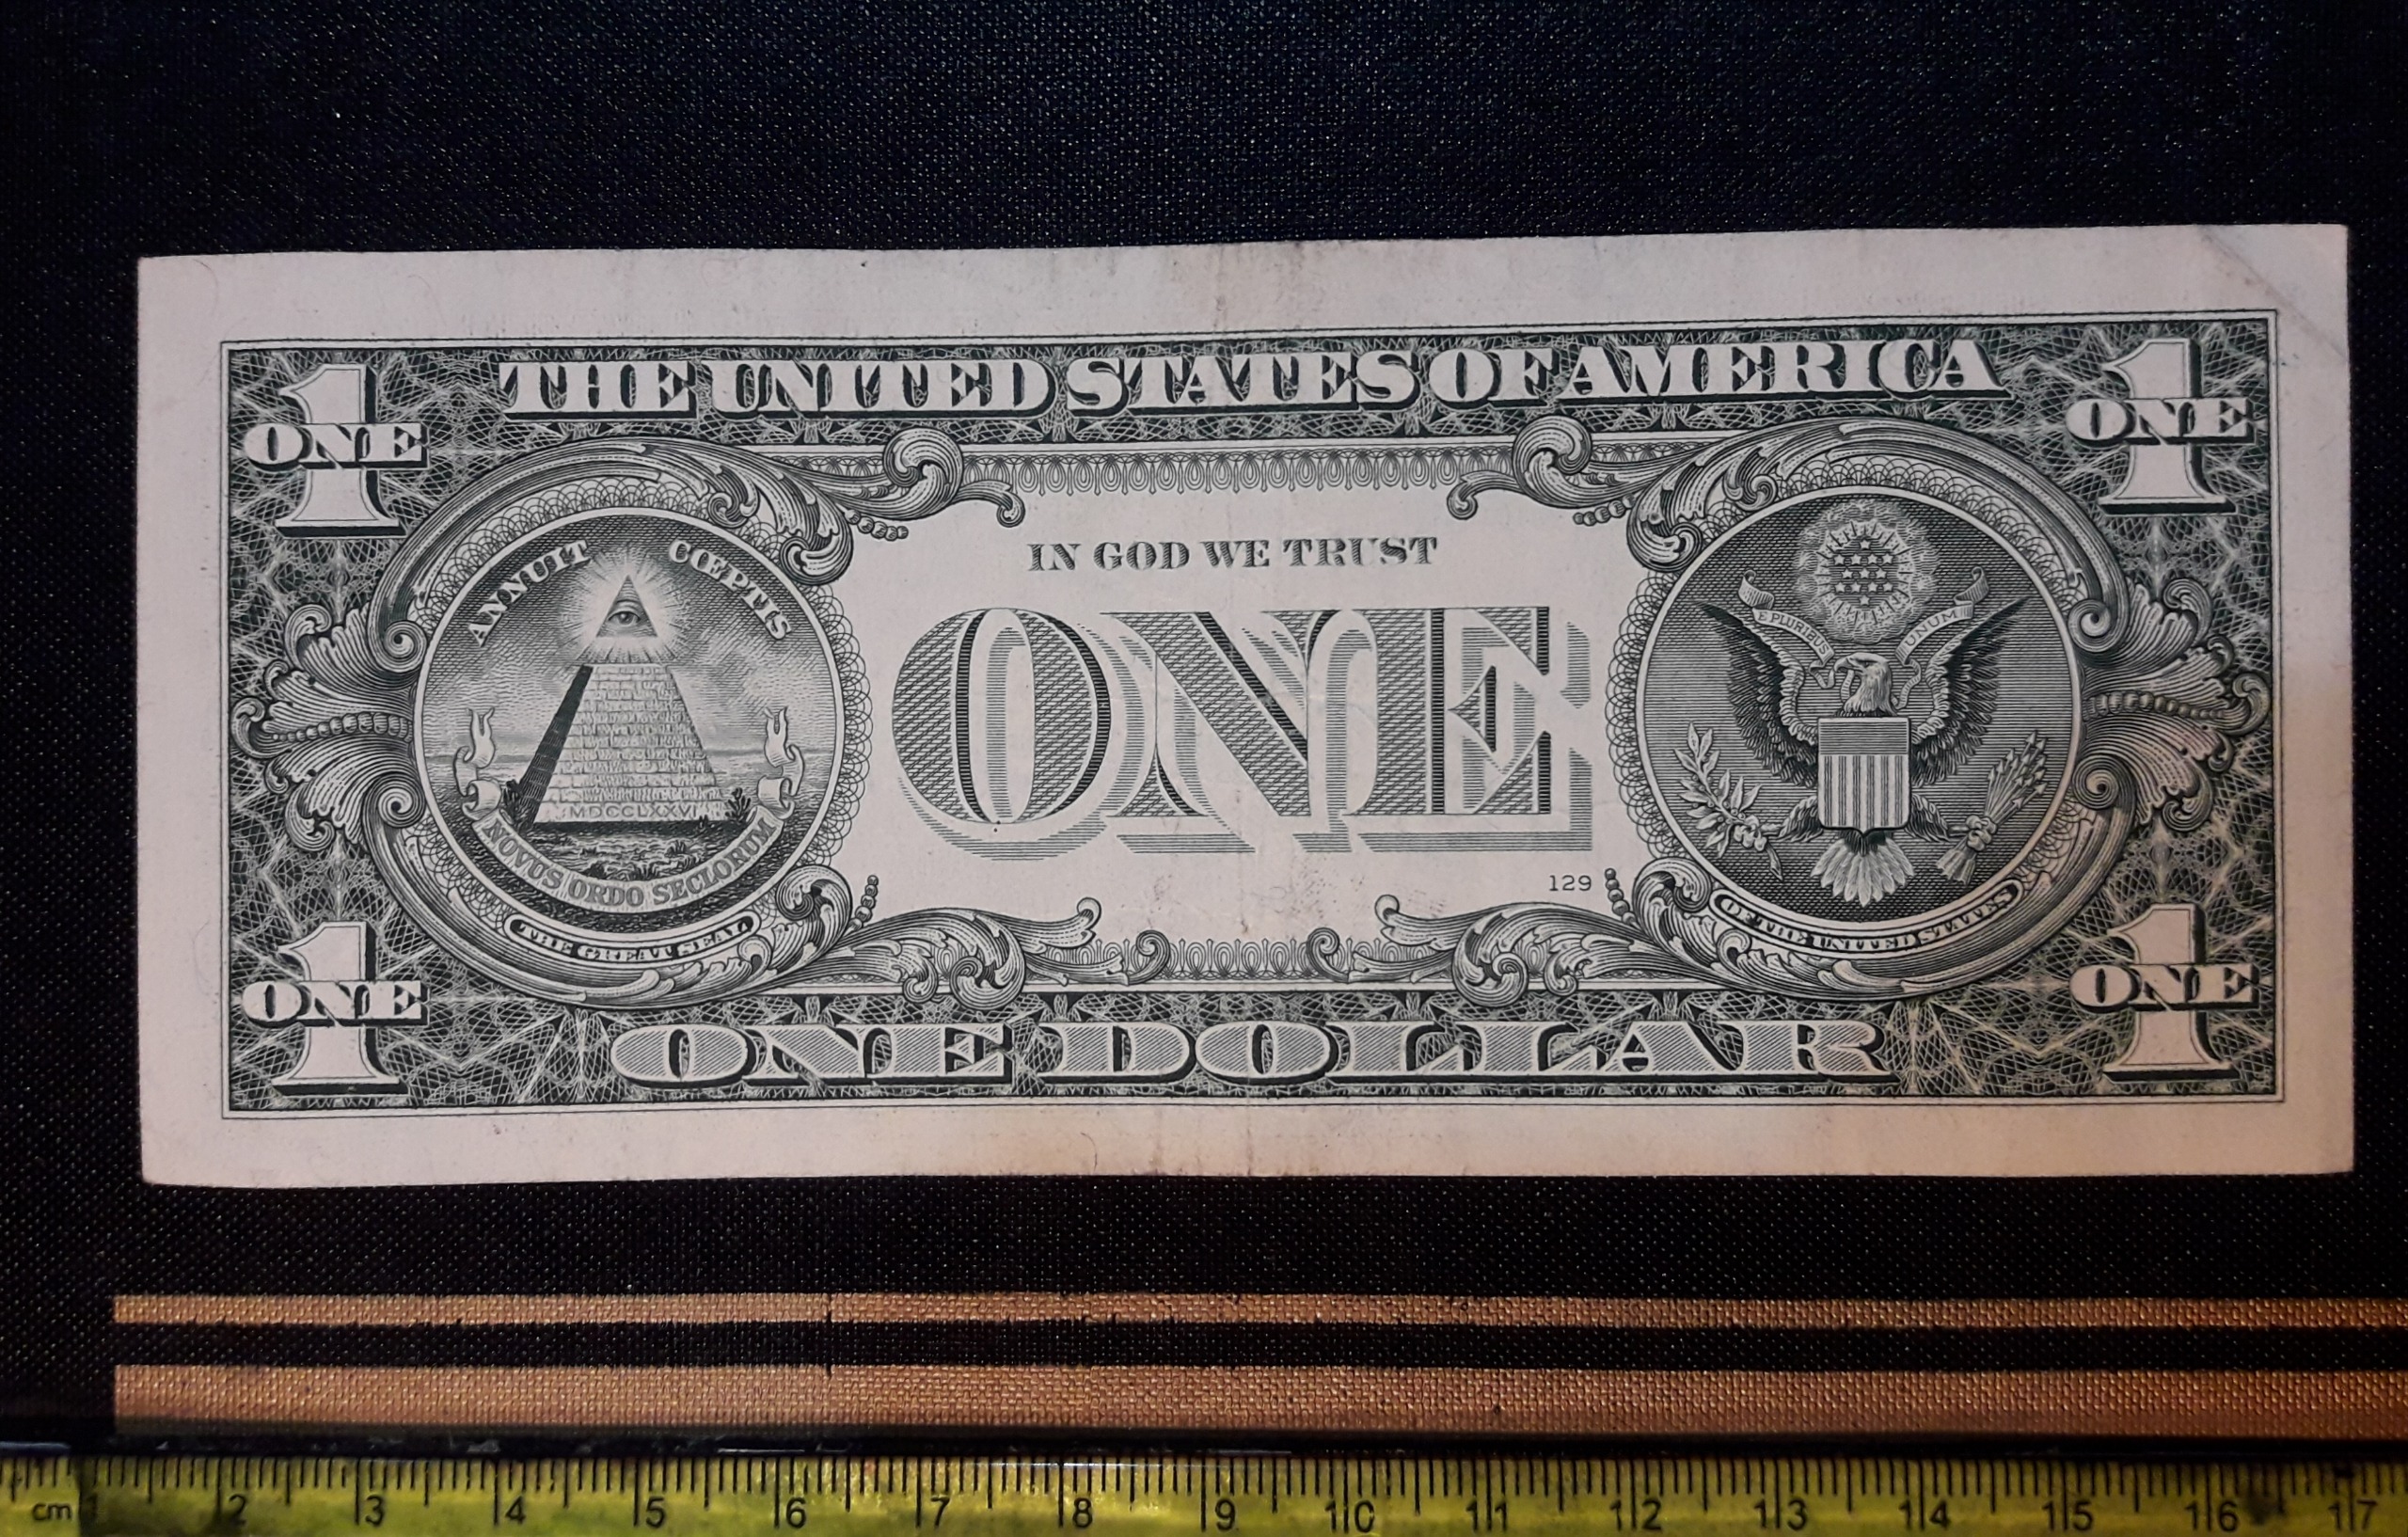 THE UNITED STATES OF AMERICA
1
ONE
1
ONE
ANNUIT CŒPTIS
IN GOD WE TRUST
E PLURIBUS UNUM
ONE
MDCCLXXVI
NOVUS ORDO SECLORUM
129
THE GREAT SEAL
OF THE UNITED STATES
1
ONE
1
ONE
ONE DOLLAR
cm 1 2 3 4 5 6 7 8 9 10 11 12 13 14 15 16 17